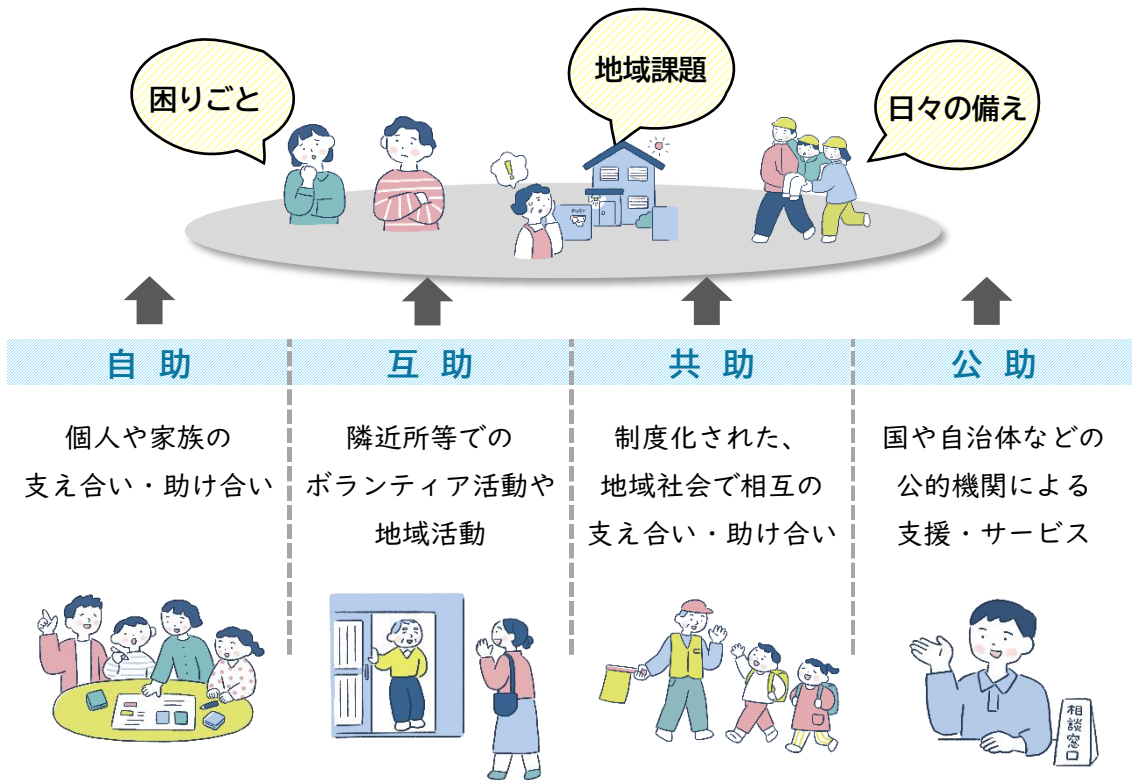 困りごと
地域課題
日々の備え
自助
互助
共助
公助
個人や家族の
支え合い・助け合い
隣近所等での
ボランティア活動や
地域活動
制度化された、
地域社会で相互の
支え合い・助け合い
国や自治体などの
公的機関による
支援・サービス
相談窓口